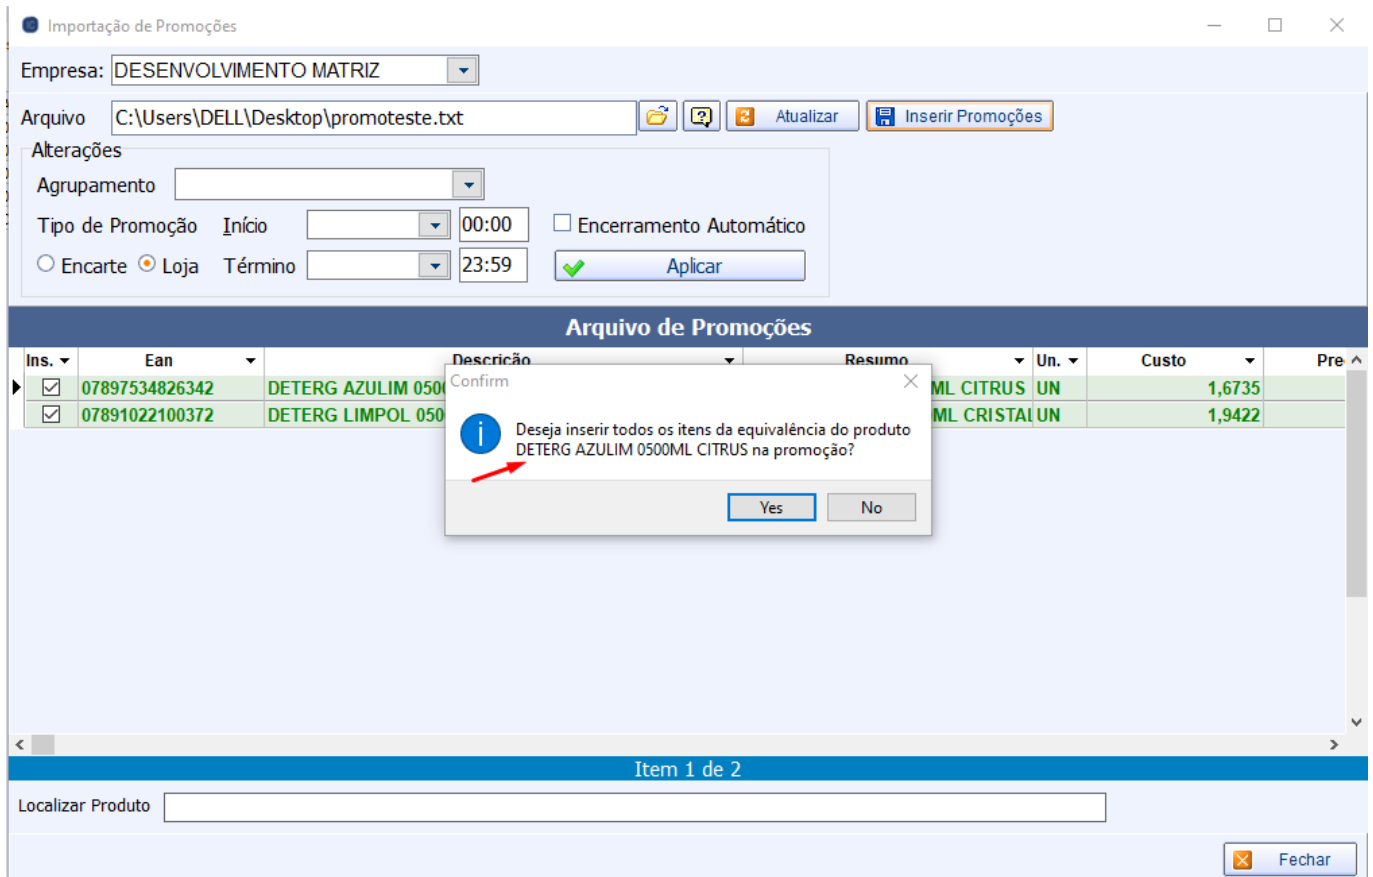 Importação de Promoções
Empresa: DESENVOLVIMENTO MATRIZ
Arquivo C:\Users\DELL\Desktop\promoteste.txt Atualizar Inserir Promoções
Alterações
Agrupamento
Tipo de Promoção Início 00:00 Encerramento Automático
Encarte Loja Término 23:59 Aplicar
Arquivo de Promoções
Ins. Ean Descrição Resumo Un. Custo
07897534826342 DETERG AZULIM ML CITRUS UN 1,6735
07891022100372 DETERG LIMPOL ML CRISTAL UN 1,9422
Confirm
Deseja inserir todos os itens da equivalência do produto
DETERG AZULIM 0500ML CITRUS na promoção?
Yes No
Item 1 de 2
Localizar Produto
Fechar